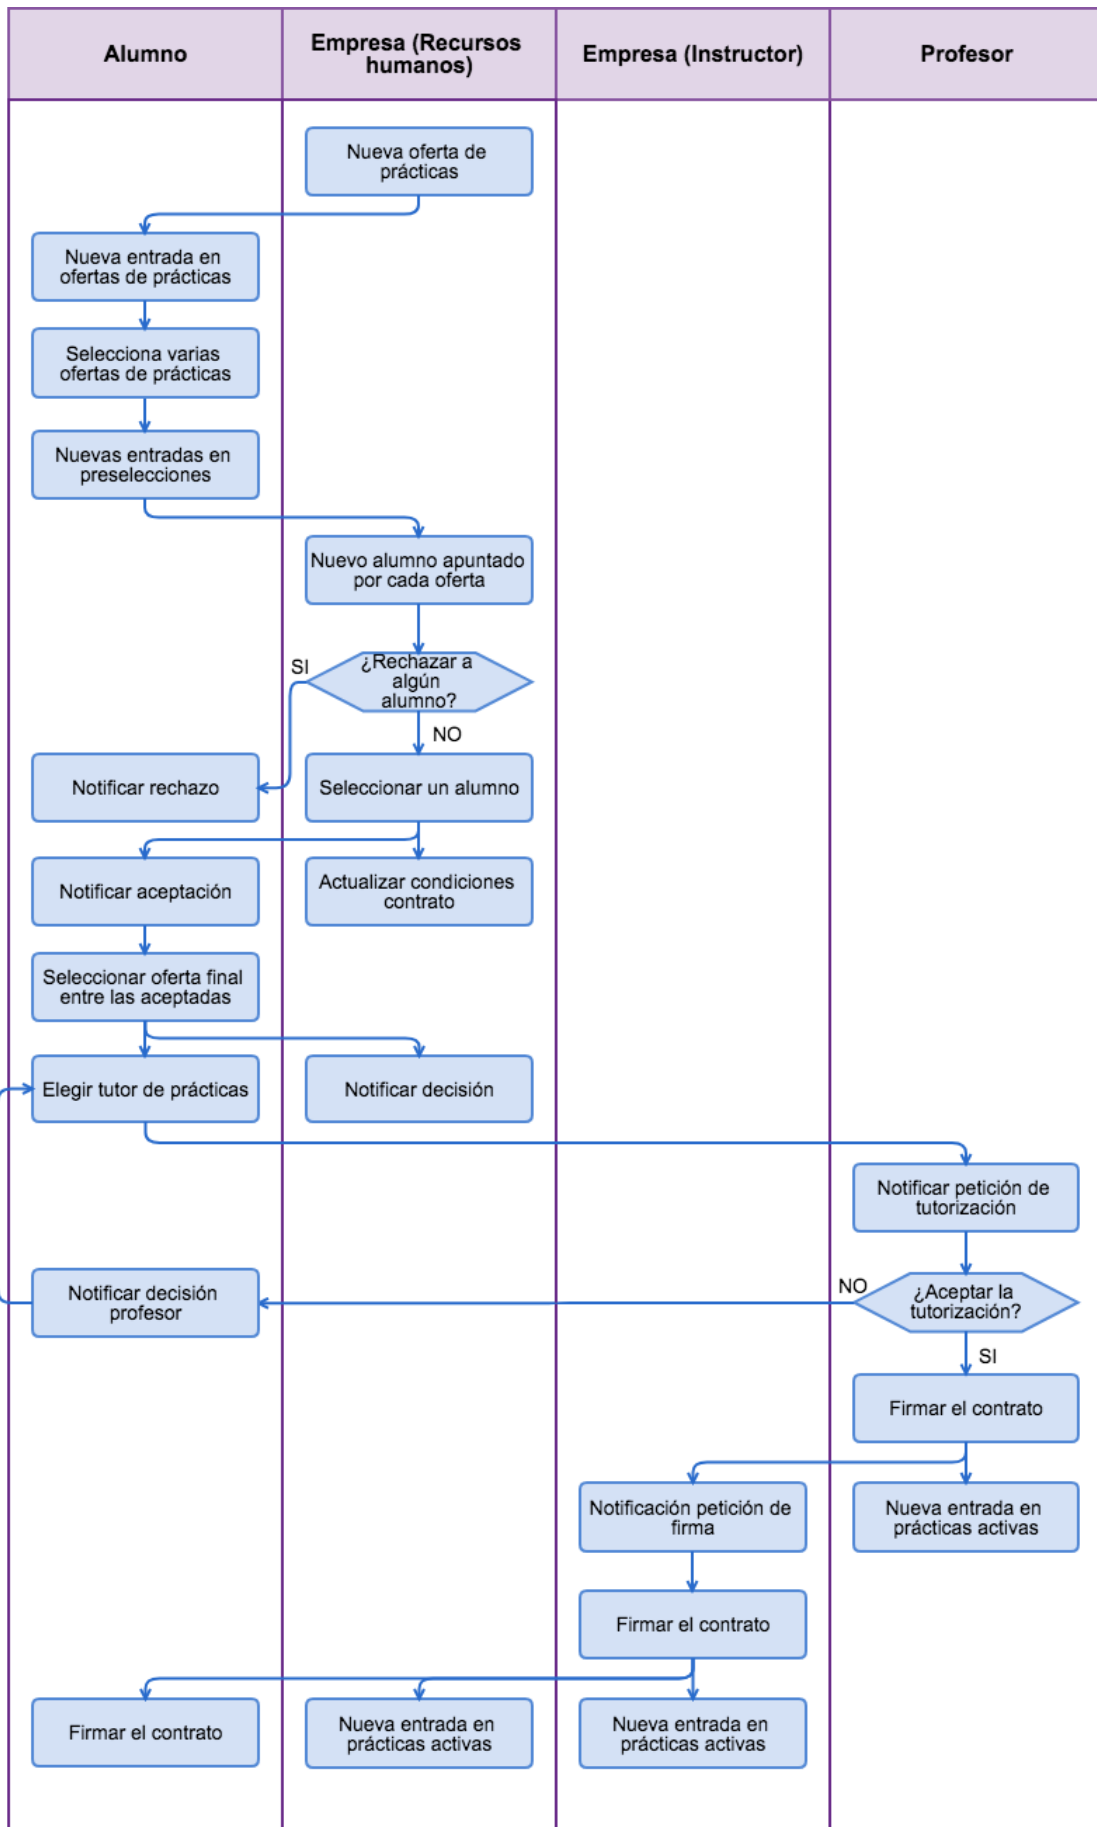 Alumno
Empresa (Recursos
humanos)
Empresa (Instructor)
Profesor
Nueva oferta de
prácticas
Nueva entrada en
ofertas de prácticas
Selecciona varias
ofertas de prácticas
Nuevas entradas en
preselecciones
Nuevo alumno apuntado
por cada oferta
¿Rechazar a
algún
alumno?
SI
NO
Notificar rechazo
Seleccionar un alumno
Notificar aceptación
Actualizar condiciones
contrato
Seleccionar oferta final
entre las aceptadas
Elegir tutor de prácticas
Notificar decisión
Notificar petición de
tutorización
Notificar decisión
profesor
NO
¿Aceptar la
tutorización?
SI
Firmar el contrato
Notificación petición de
firma
Nueva entrada en
prácticas activas
Firmar el contrato
Firmar el contrato
Nueva entrada en
prácticas activas
Nueva entrada en
prácticas activas